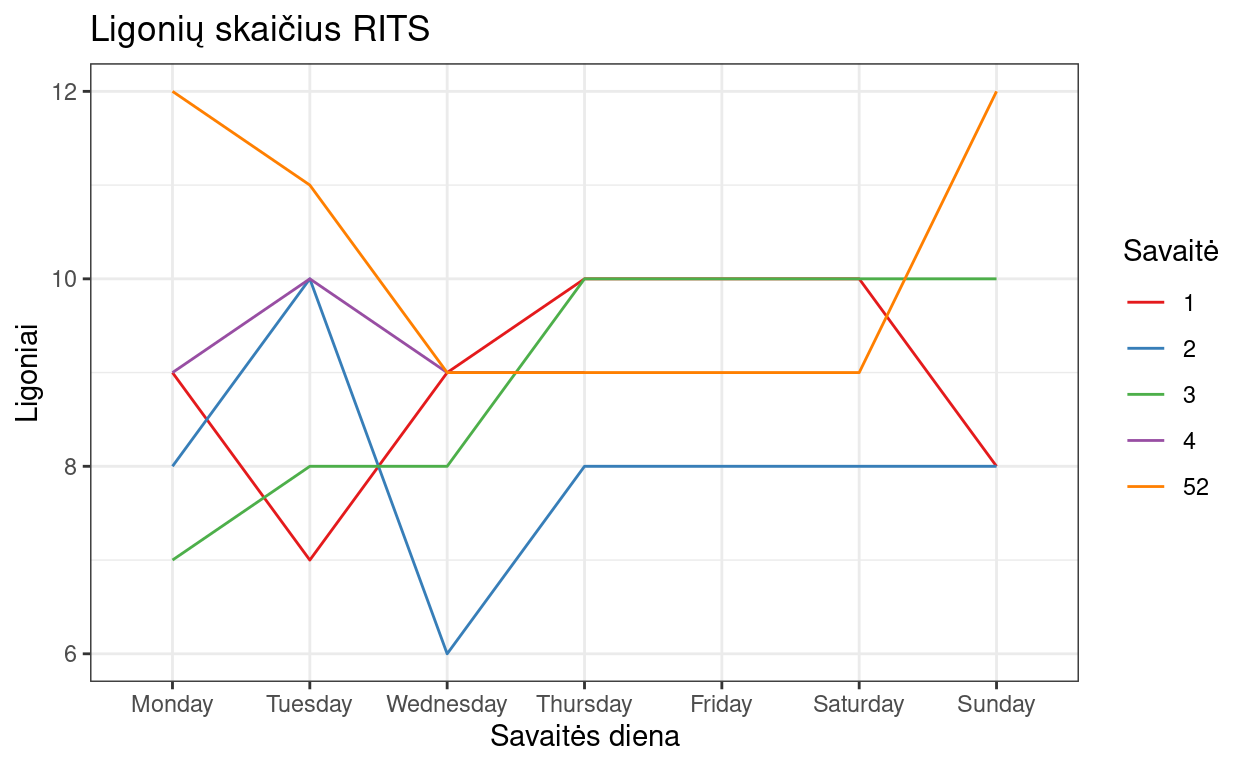 Ligonių skaičius RITS
12
10
8
6
Ligoniai
Monday Tuesday Wednesday Thursday Friday Saturday Sunday
Savaitės diena
Savaitė
1
2
3
4
52